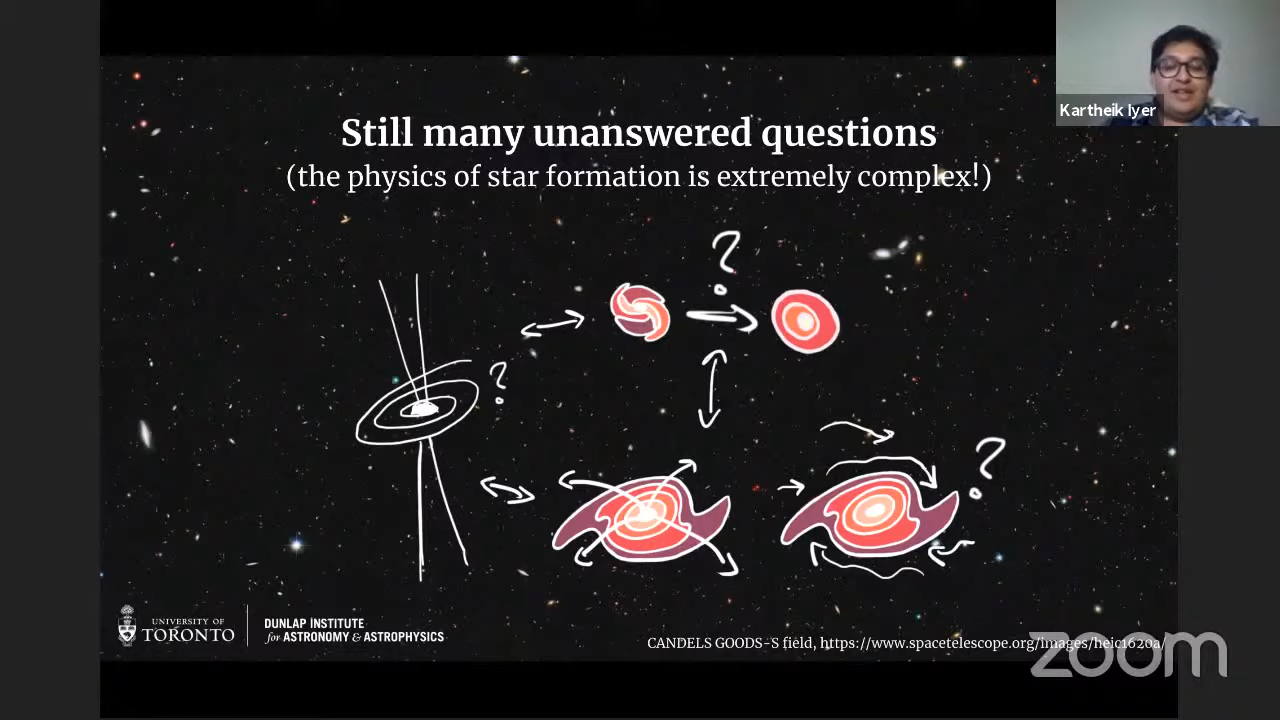 Kartheik Iyer
Still many unanswered questions
(the physics of star formation is extremely complex!)
?
?
?
UNIVERSITY OF
TORONTO
DUNLAP INSTITUTE
for ASTRONOMY & ASTROPHYSICS
CANDELS GOODS-S field, https://www.spacetelescope.org/images/heic1620a/
zoom